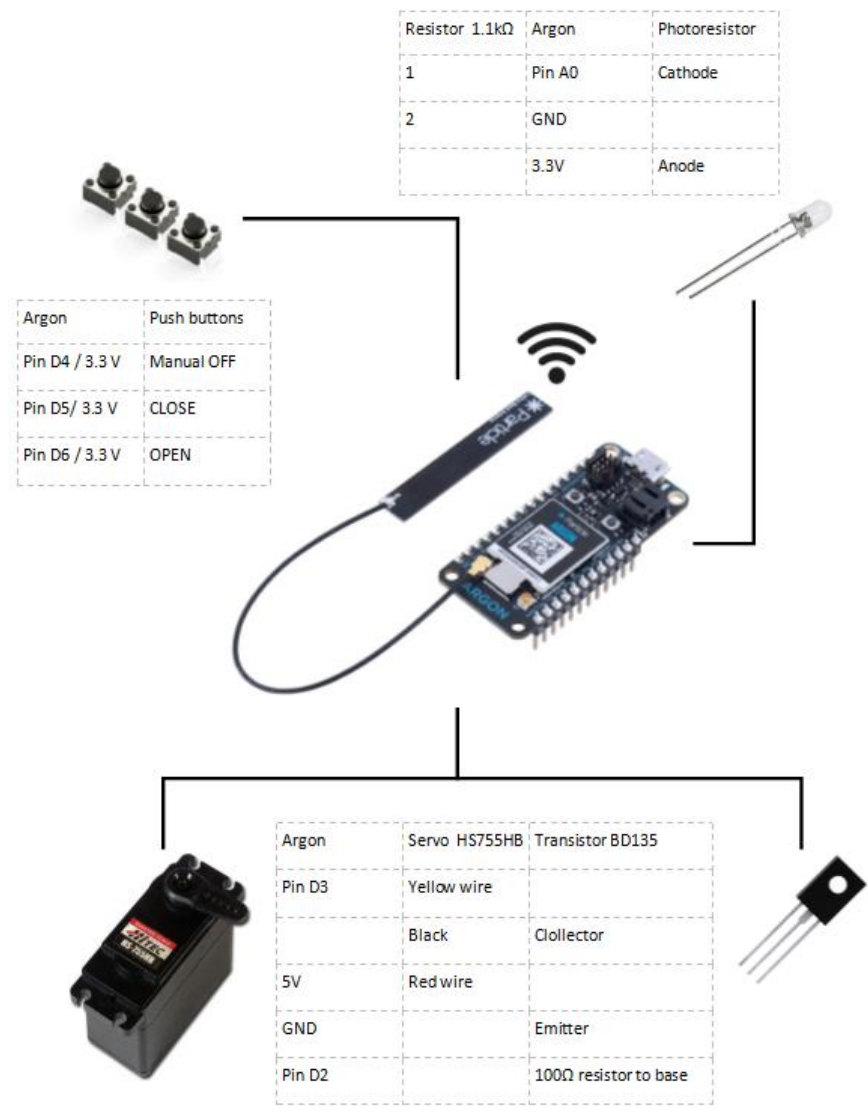 Resistor 1.1kΩ Argon Photoresistor
1 Pin A0 Cathode
2 GND
3.3V Anode
Argon Push buttons
Pin D4 / 3.3 V Manual OFF
Pin D5/ 3.3 V CLOSE
Pin D6 / 3.3 V OPEN
Particle
ARGON
Argon Servo HS755HB Transistor BD135
Pin D3 Yellow wire
Black Clollector
5V Red wire
GND Emitter
Pin D2 100Ω resistor to base
HITEC
HS-755HB